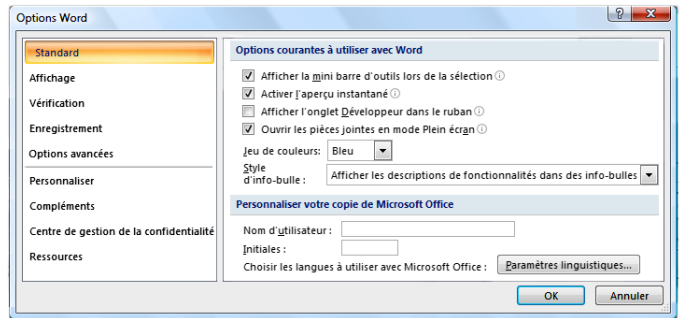 Options Word
Standard
Affichage
Vérification
Enregistrement
Options avancées
Personnaliser
Compléments
Centre de gestion de la confidentialité
Ressources
Options courantes à utiliser avec Word
Afficher la mini barre d'outils lors de la sélection
Activer l'aperçu instantané
Afficher l'onglet Développeur dans le ruban
Ouvrir les pièces jointes en mode Plein écran
Jeu de couleurs: Bleu
Style
d'info-bulle : Afficher les descriptions de fonctionnalités dans des info-bulles
Personnaliser votre copie de Microsoft Office
Nom d'utilisateur :
Initiales :
Choisir les langues à utiliser avec Microsoft Office : Paramètres linguistiques...
OK Annuler